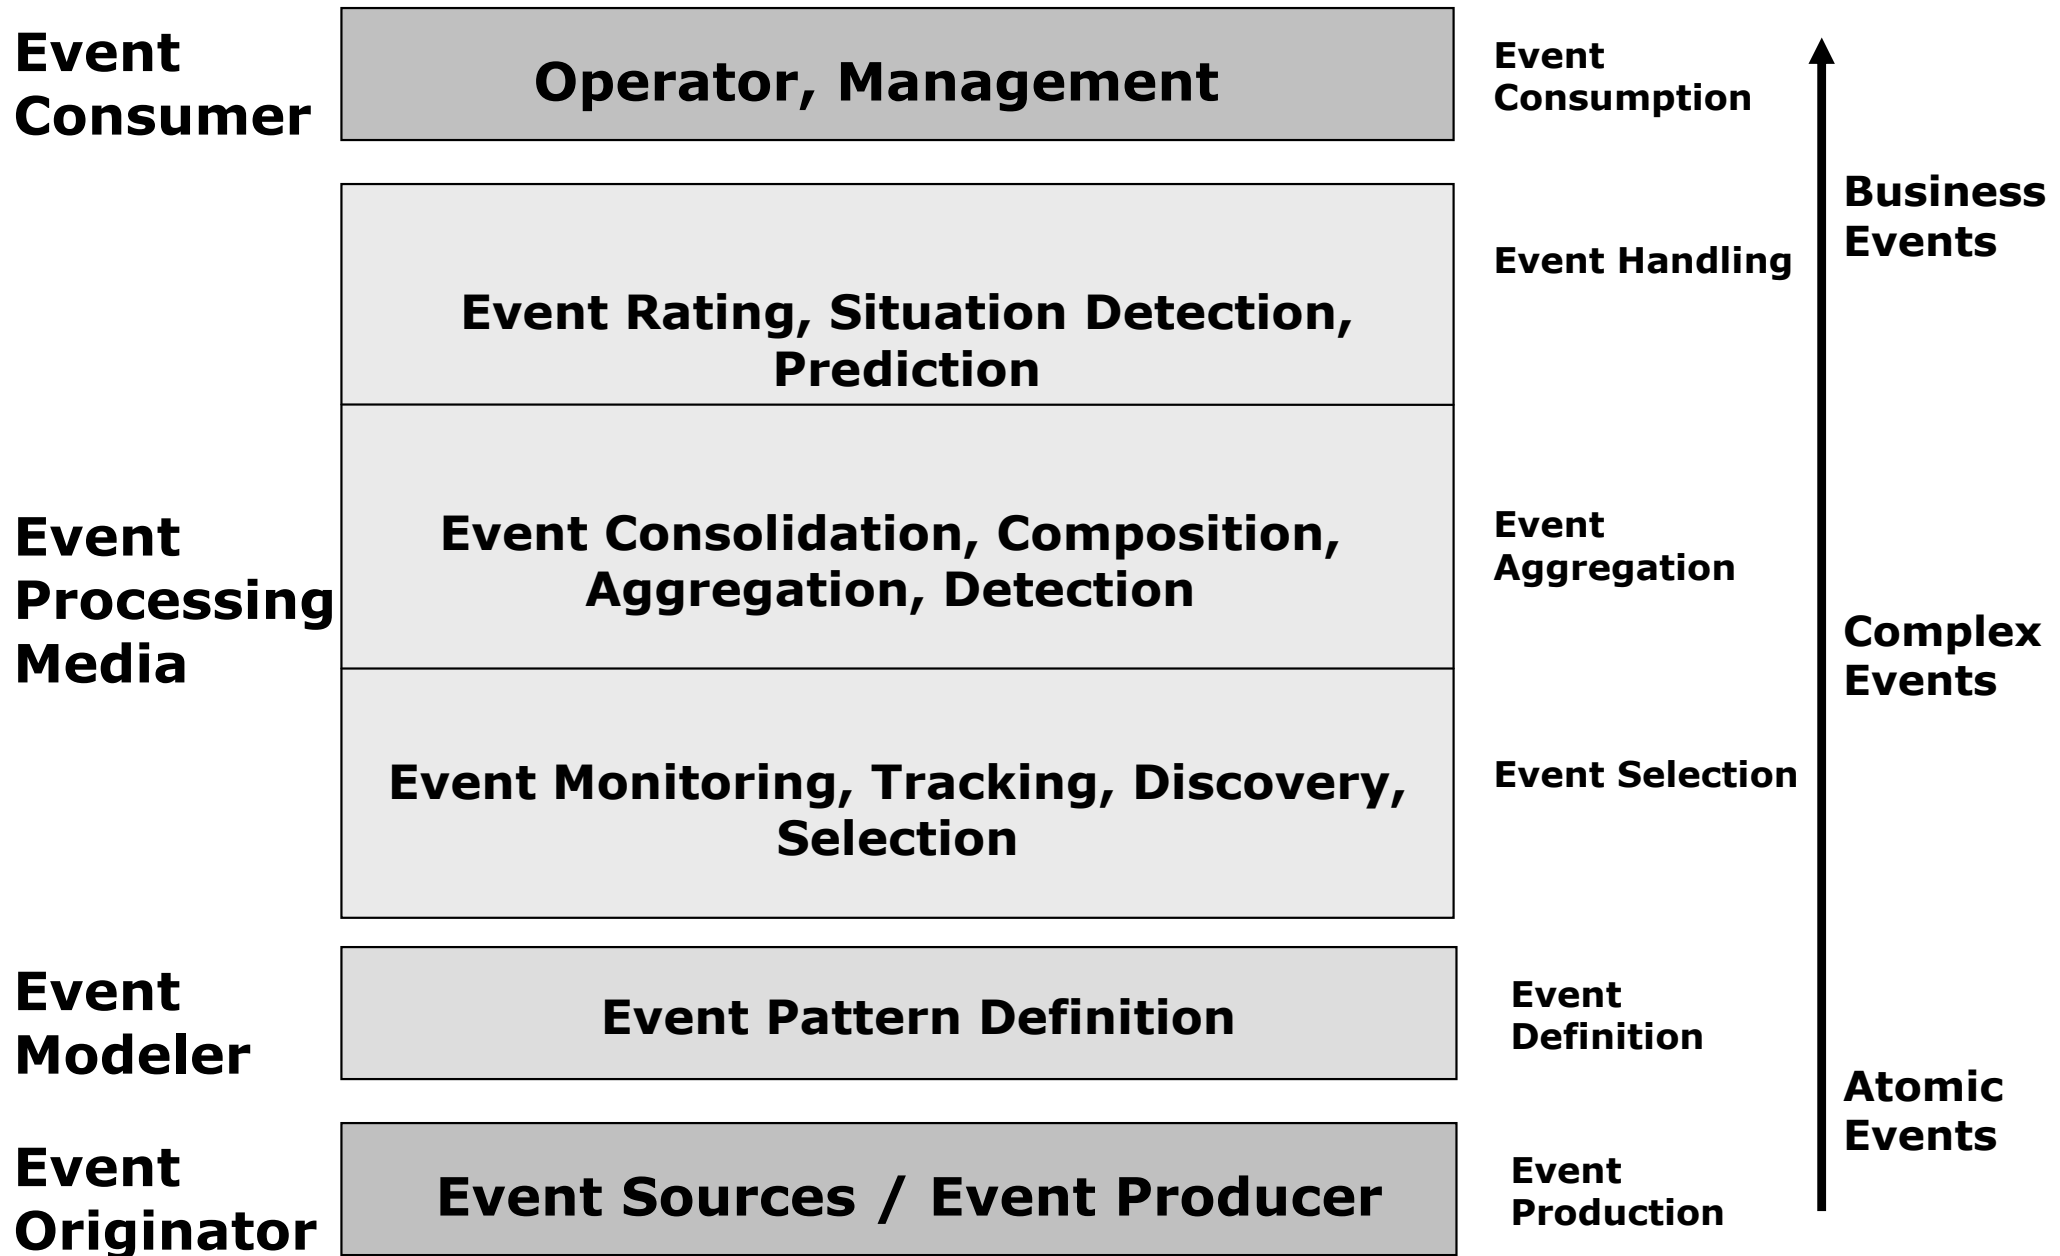 Event
Consumer
Operator, Management
Event
Consumption
Business
Events
Event Handling
Event Rating, Situation Detection,
Prediction
Event
Processing
Media
Event Consolidation, Composition,
Aggregation, Detection
Event
Aggregation
Complex
Events
Event Monitoring, Tracking, Discovery,
Selection
Event Selection
Event
Modeler
Event Pattern Definition
Event
Definition
Atomic
Events
Event
Originator
Event Sources / Event Producer
Event
Production